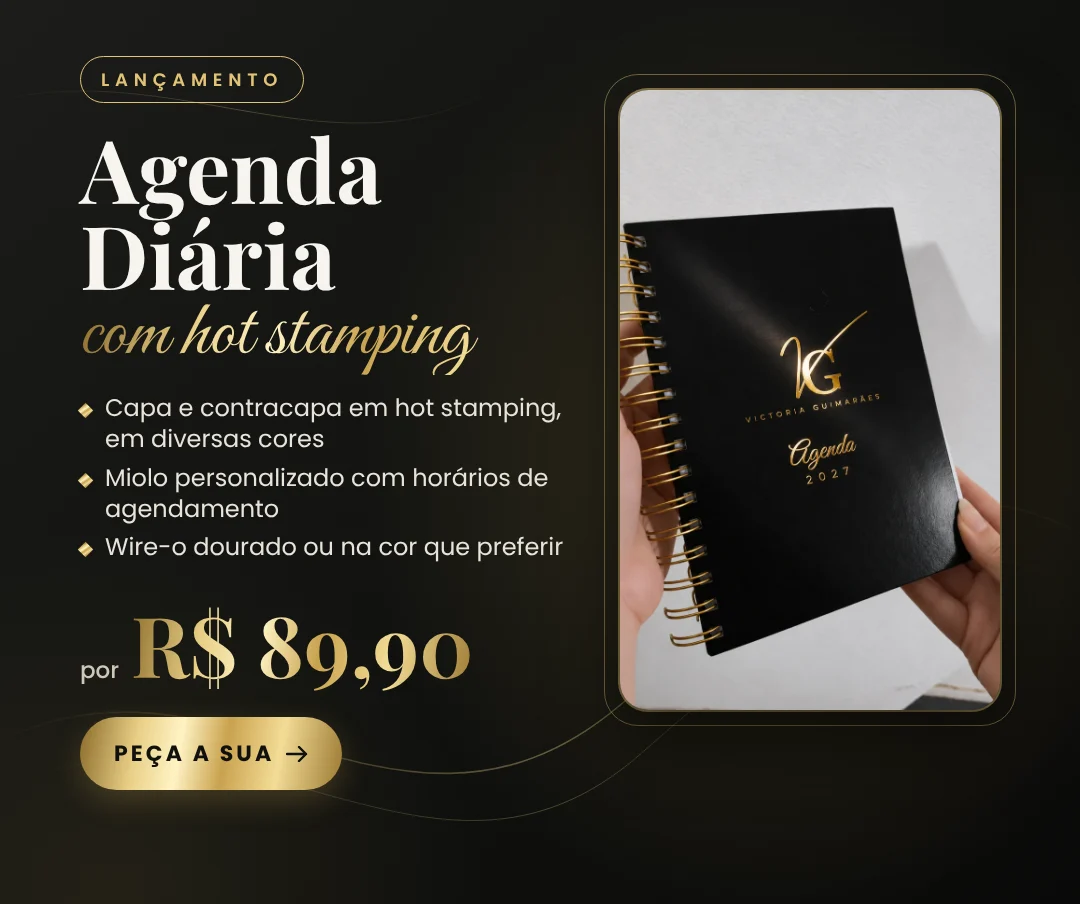 LANÇAMENTO
Agenda
Diária
com hot stamping
Capa e contracapa em hot stamping,
em diversas cores
Miolo personalizado com horários de
agendamento
Wire-o dourado ou na cor que preferir
por R$ 89,90
PEÇA A SUA →
VG
VICTORIA GUIMARÃES
Agenda
2027